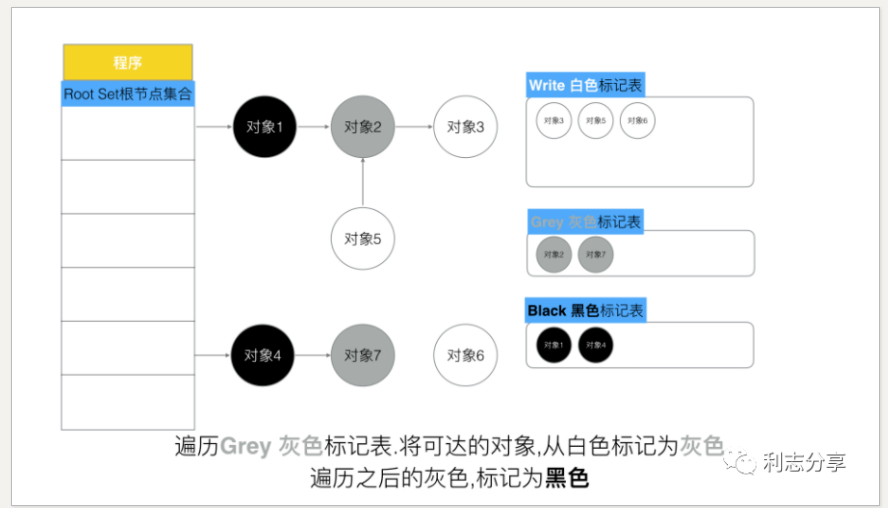 程序
Root Set根节点集合
对象1
对象2
对象3
对象5
对象4
对象7
对象6
Write 白色标记表
对象3 对象5 对象6
Grey 灰色标记表
对象2 对象7
Black 黑色标记表
对象1 对象4
遍历Grey 灰色标记表.将可达的对象,从白色标记为灰色
遍历之后的灰色,标记为黑色
利志分享